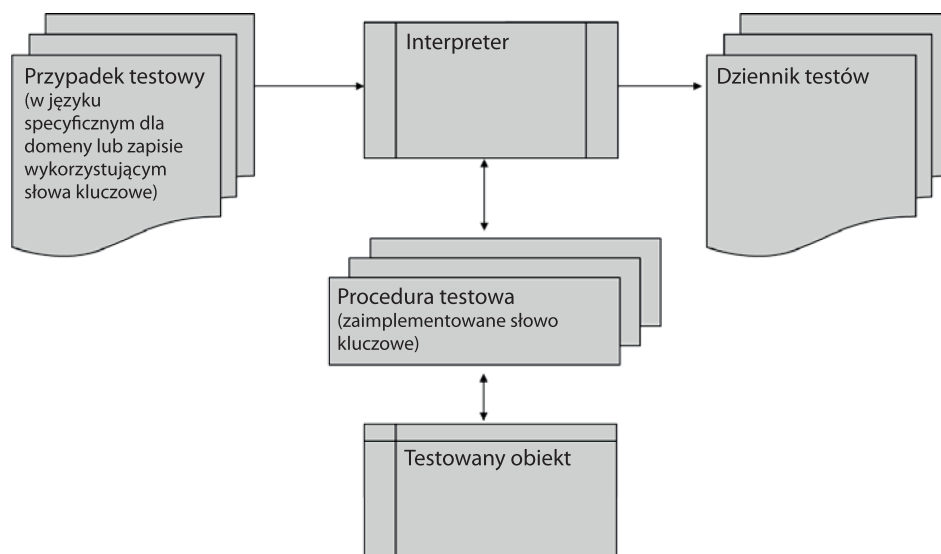 Przypadek testowy
(w języku
specyficznym dla
domeny lub zapisie
wykorzystującym
słowa kluczowe)
Interpreter
Dziennik testów
Procedura testowa
(zaimplementowane słowo
kluczowe)
Testowany obiekt